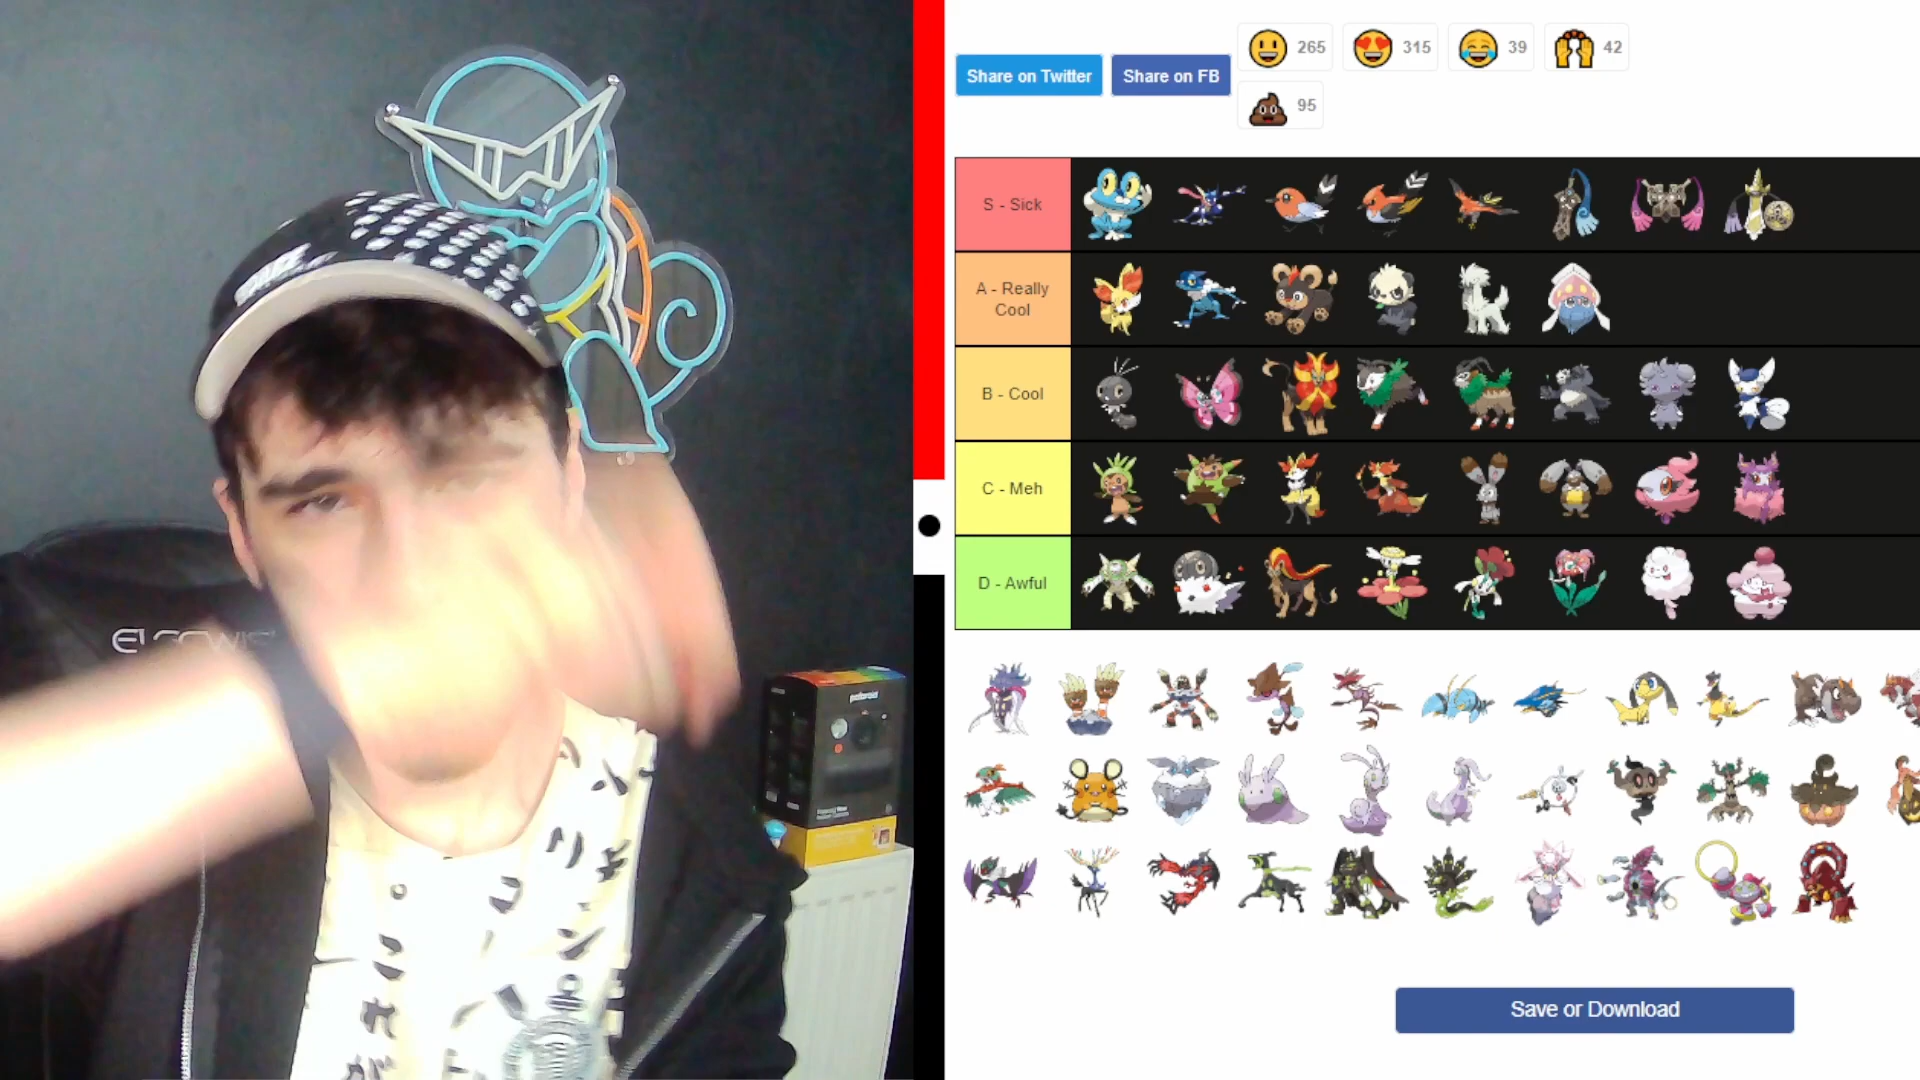 Share on Twitter
Share on FB
265
315
39
42
95
S - Sick
A - Really
Cool
B - Cool
C - Meh
D - Awful
Save or Download
polaroid